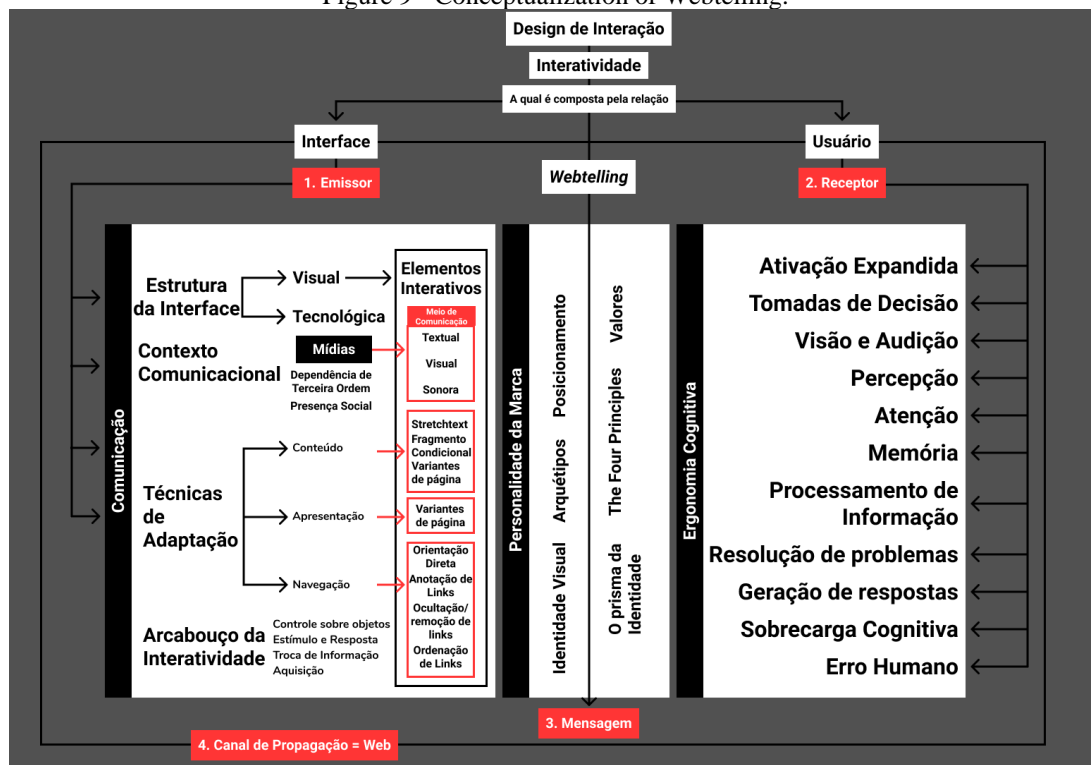 Figure 9 - Conceptualization of Webtelling.
Design de Interação
Interatividade
A qual é composta pela relação
Interface
Usuário
1. Emissor
Webtelling
2. Receptor
Comunicação
Estrutura
da Interface
Visual
Tecnológica
Elementos
Interativos
Meio de
Comunicação
Textual
Visual
Sonora
Contexto
Comunicacional
Mídias
Dependência de
Terceira Ordem
Presença Social
Técnicas
de
Adaptação
Conteúdo
Stretchtext
Fragmento
Condicional
Variantes
de página
Apresentação
Variantes
de página
Navegação
Orientação
Direta
Anotação de
Links
Ocultação/
remoção de
links
Ordenação
de Links
Arcabouço da
Interatividade
Controle sobre objetos
Estímulo e Resposta
Troca de Informação
Aquisição
Personalidade da Marca
Identidade Visual
Arquétipos
Posicionamento
O prisma da
Identidade
The Four Principles
Valores
Ergonomia Cognitiva
Ativação Expandida
Tomadas de Decisão
Visão e Audição
Percepção
Atenção
Memória
Processamento de
Informação
Resolução de problemas
Geração de respostas
Sobrecarga Cognitiva
Erro Humano
3. Mensagem
4. Canal de Propagação = Web